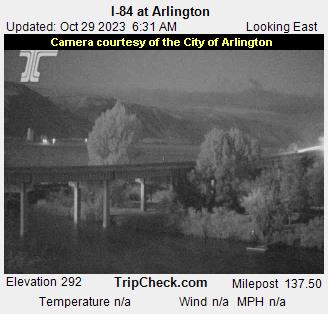 I-84 at Arlington
Updated: Oct 29 2023 6:31 AM Looking East
Camera courtesy of the City of Arlington
Elevation 292 TripCheck.com Milepost 137.50
Temperature n/a Wind n/a MPH n/a